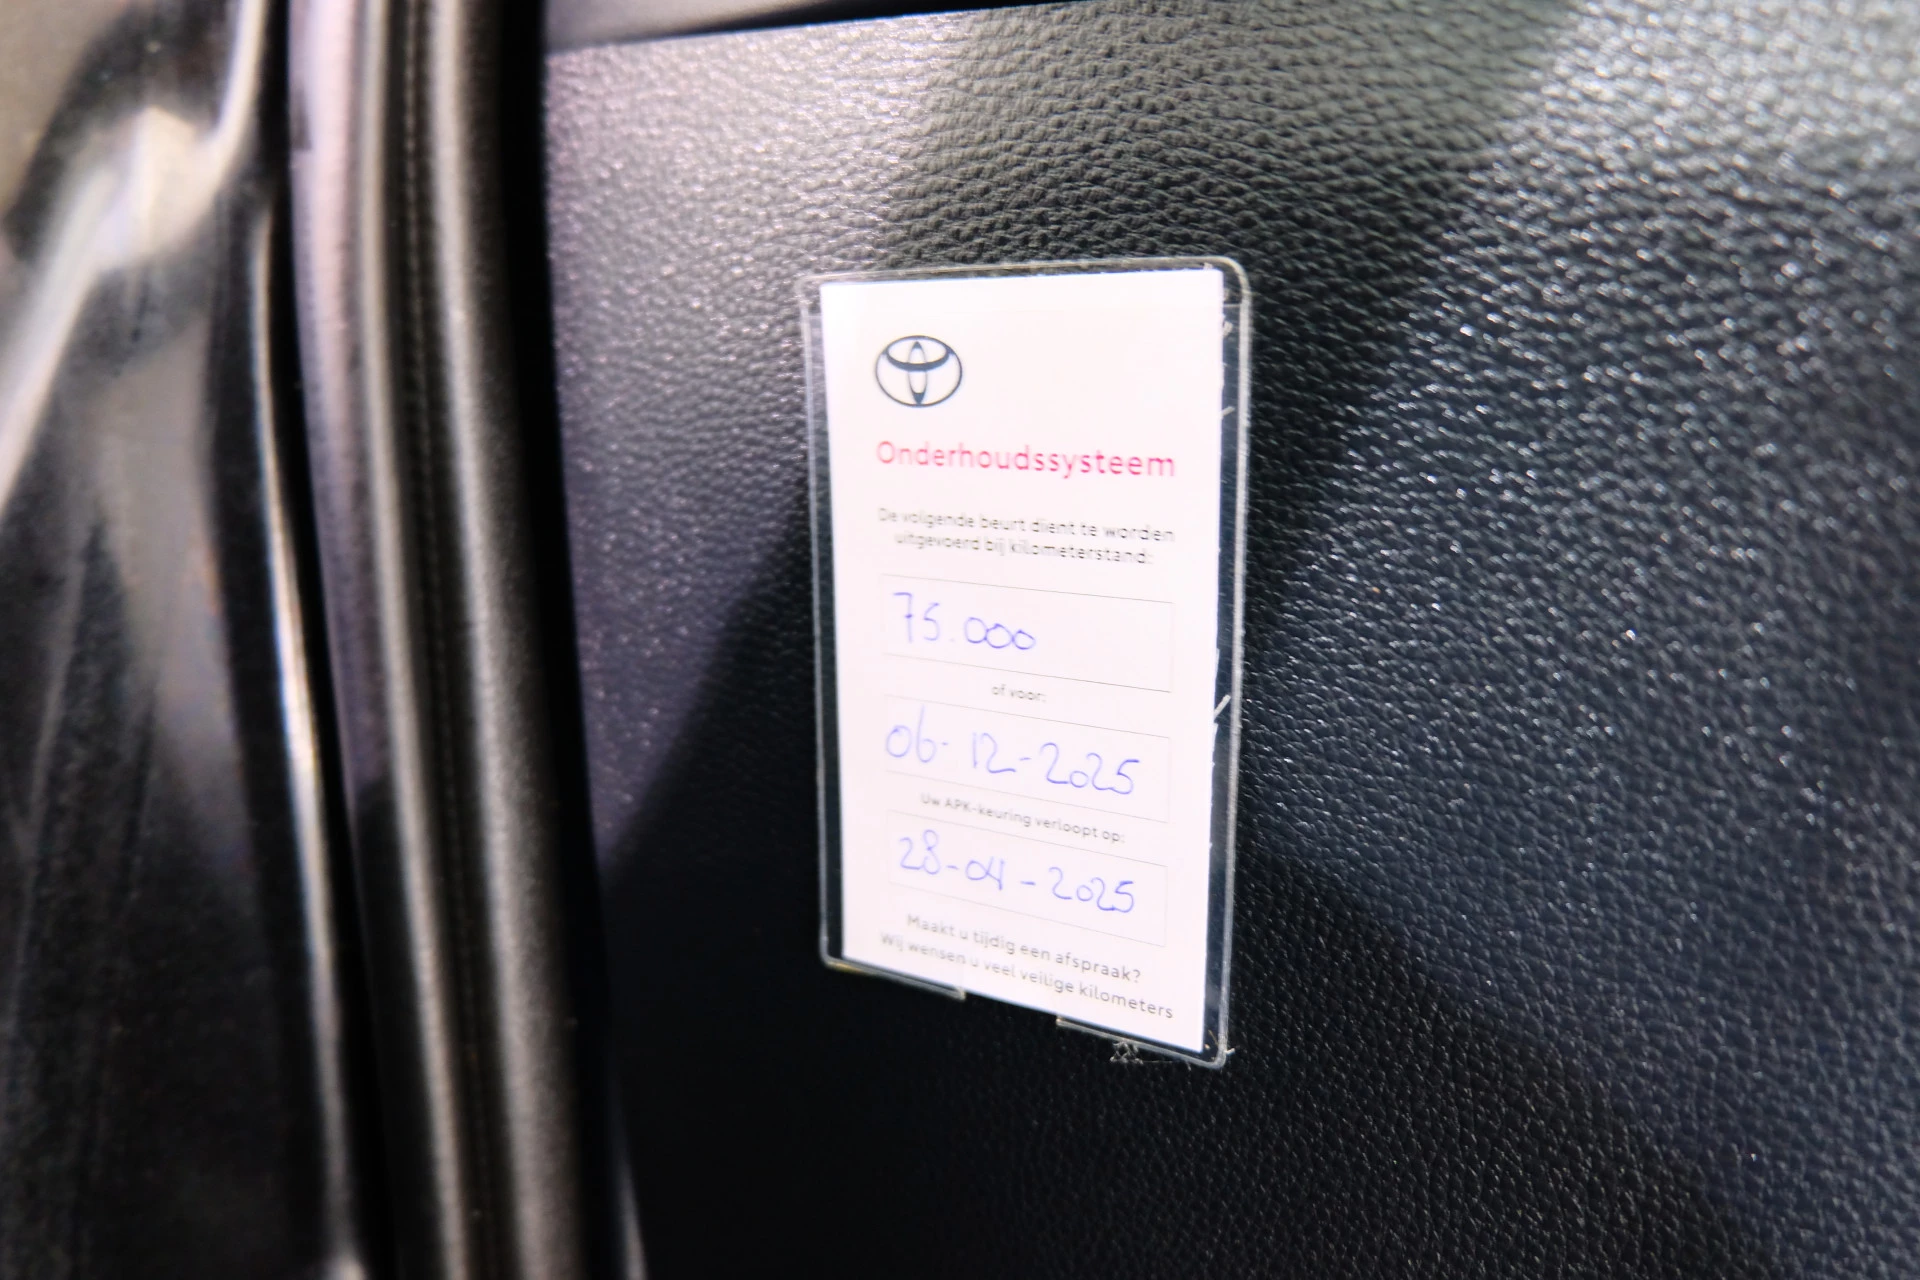 Onderhoudssysteem
De volgende beurt dient te worden
uitgevoerd bij kilometerstand:
75.000
of voor:
06-12-2025
Uw APK-keuring verloopt op:
28-04-2025
Maakt u tijdig een afspraak?
Wij wensen u veel veilige kilometers